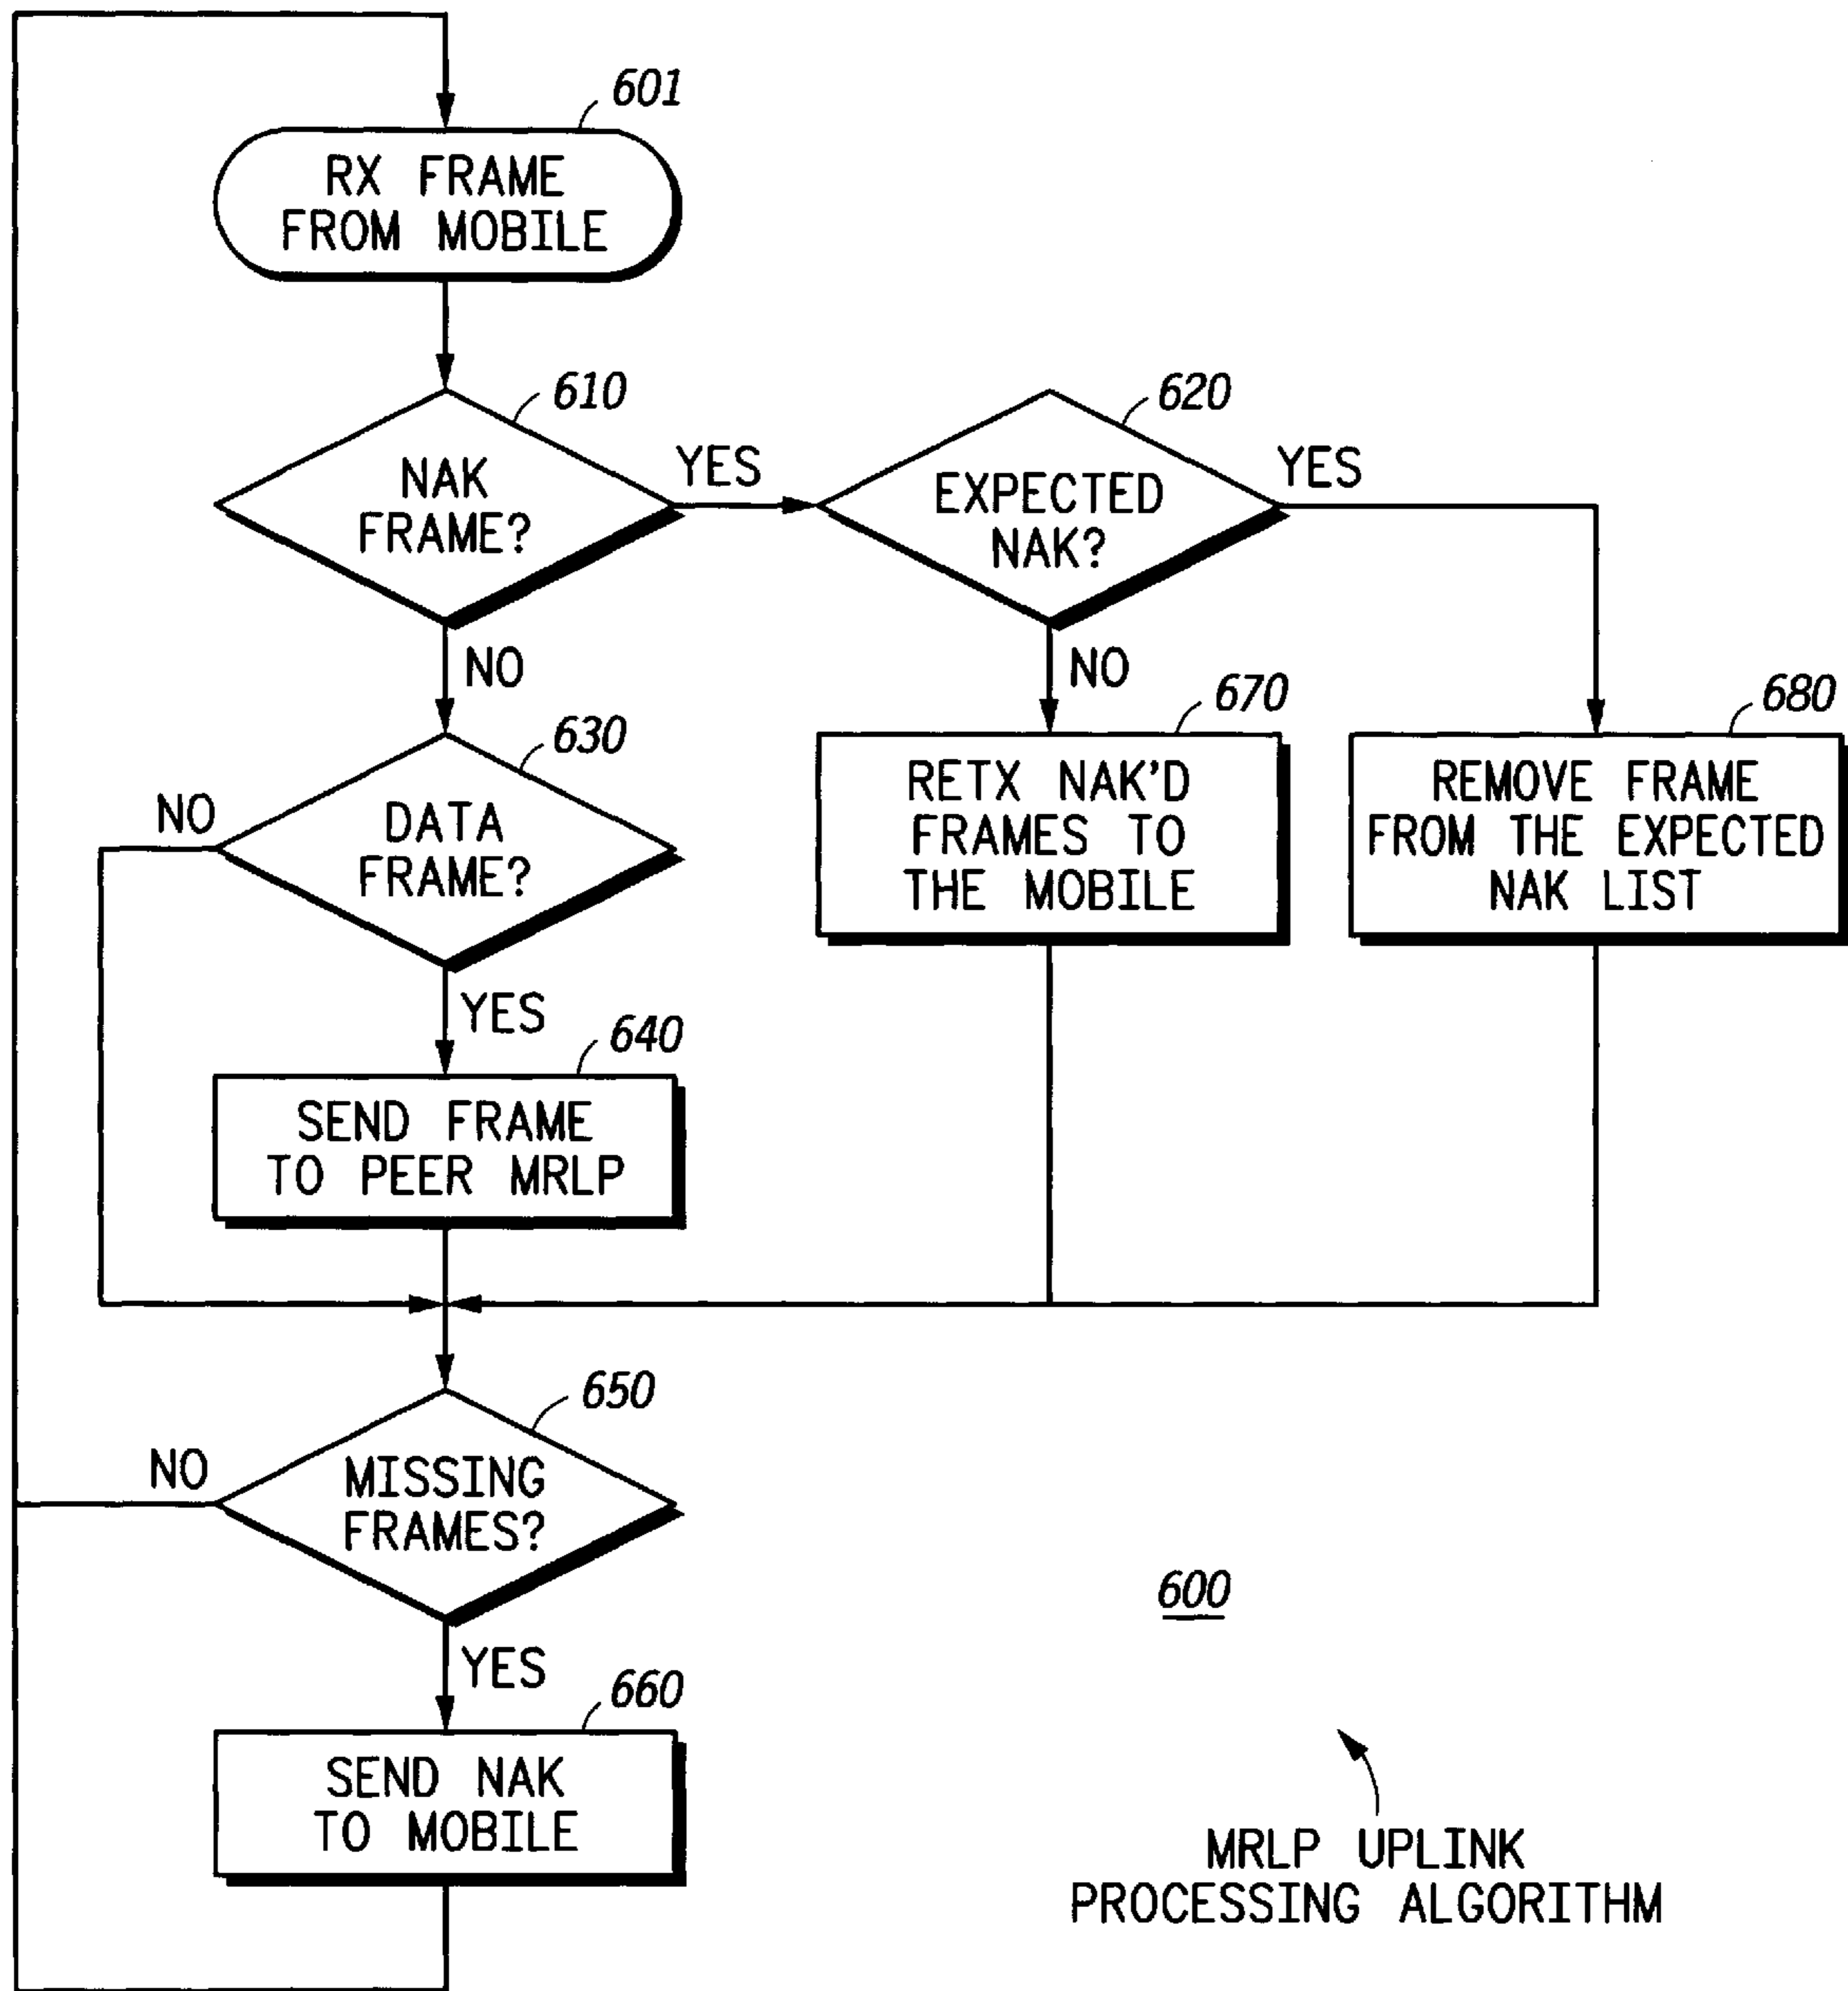 601
RX FRAME
FROM MOBILE
610
NAK
FRAME?
YES
620
EXPECTED
NAK?
YES
NO
NO
630
DATA
FRAME?
NO
670
RETX NAK'D
FRAMES TO
THE MOBILE
680
REMOVE FRAME
FROM THE EXPECTED
NAK LIST
YES
640
SEND FRAME
TO PEER MRLP
650
MISSING
FRAMES?
NO
YES
660
SEND NAK
TO MOBILE
600
MRLP UPLINK
PROCESSING ALGORITHM